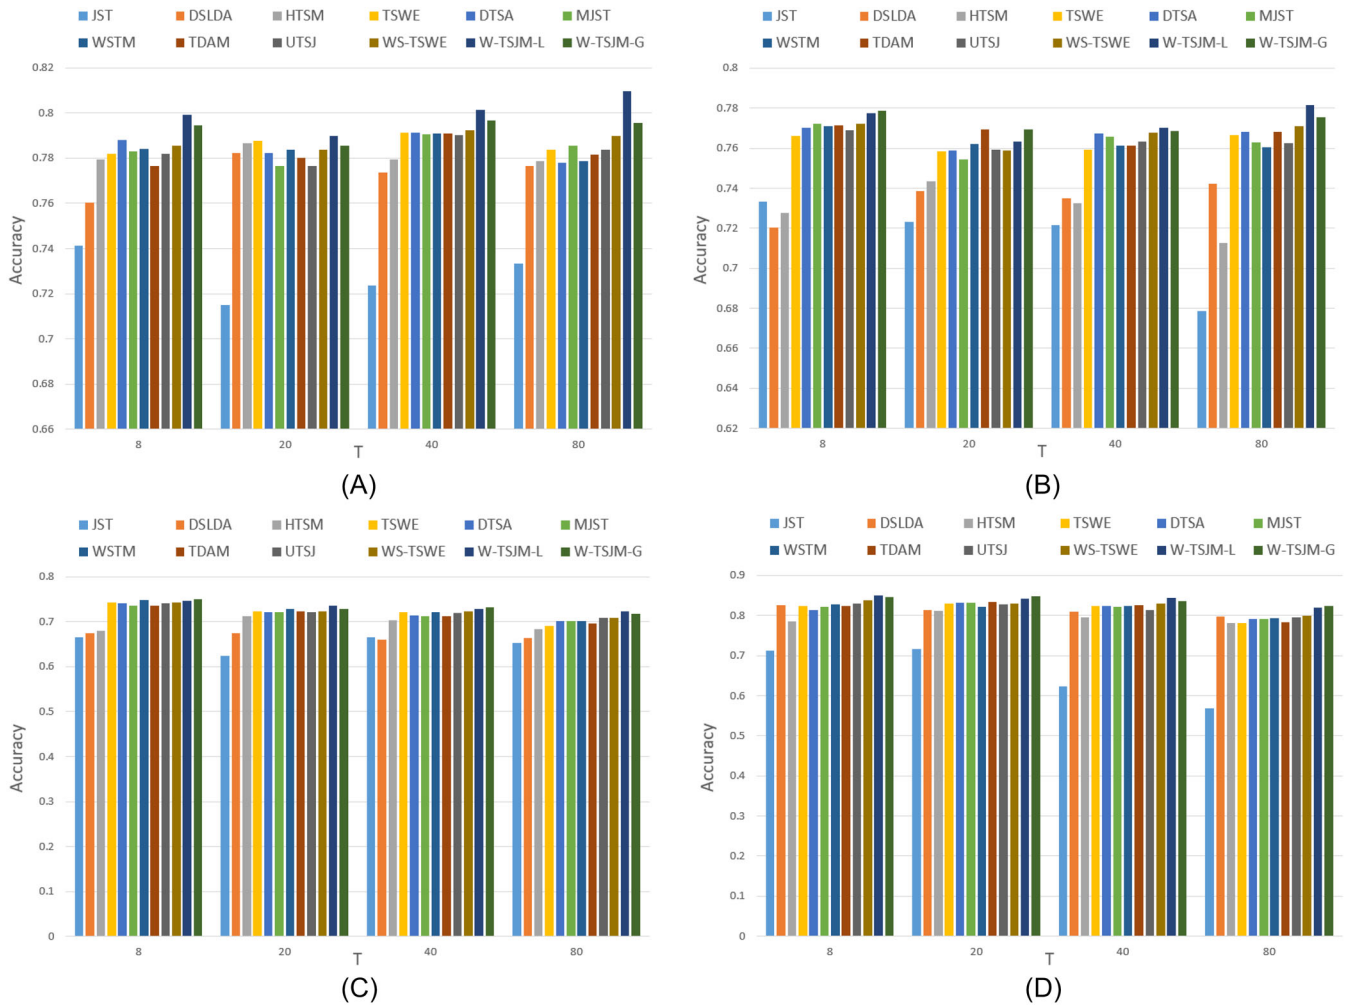 JST DSLDA HTSM TSWE DTSA MJST
WSTM TDAM UTSJ WS-TSWE W-TSJM-L W-TSJM-G
0.82
0.8
0.78
0.76
0.74
0.72
0.7
0.68
0.66
Accuracy
8 20 40 80
T
(A)
JST DSLDA HTSM TSWE DTSA MJST
WSTM TDAM UTSJ WS-TSWE W-TSJM-L W-TSJM-G
0.8
0.78
0.76
0.74
0.72
0.7
0.68
0.66
0.64
0.62
Accuracy
8 20 40 80
T
(B)
JST DSLDA HTSM TSWE DTSA MJST
WSTM TDAM UTSJ WS-TSWE W-TSJM-L W-TSJM-G
0.8
0.7
0.6
0.5
0.4
0.3
0.2
0.1
0
Accuracy
8 20 40 80
T
(C)
JST DSLDA HTSM TSWE DTSA MJST
WSTM TDAM UTSJ WS-TSWE W-TSJM-L W-TSJM-G
0.9
0.8
0.7
0.6
0.5
0.4
0.3
0.2
0.1
0
Accuracy
8 20 40 80
T
(D)